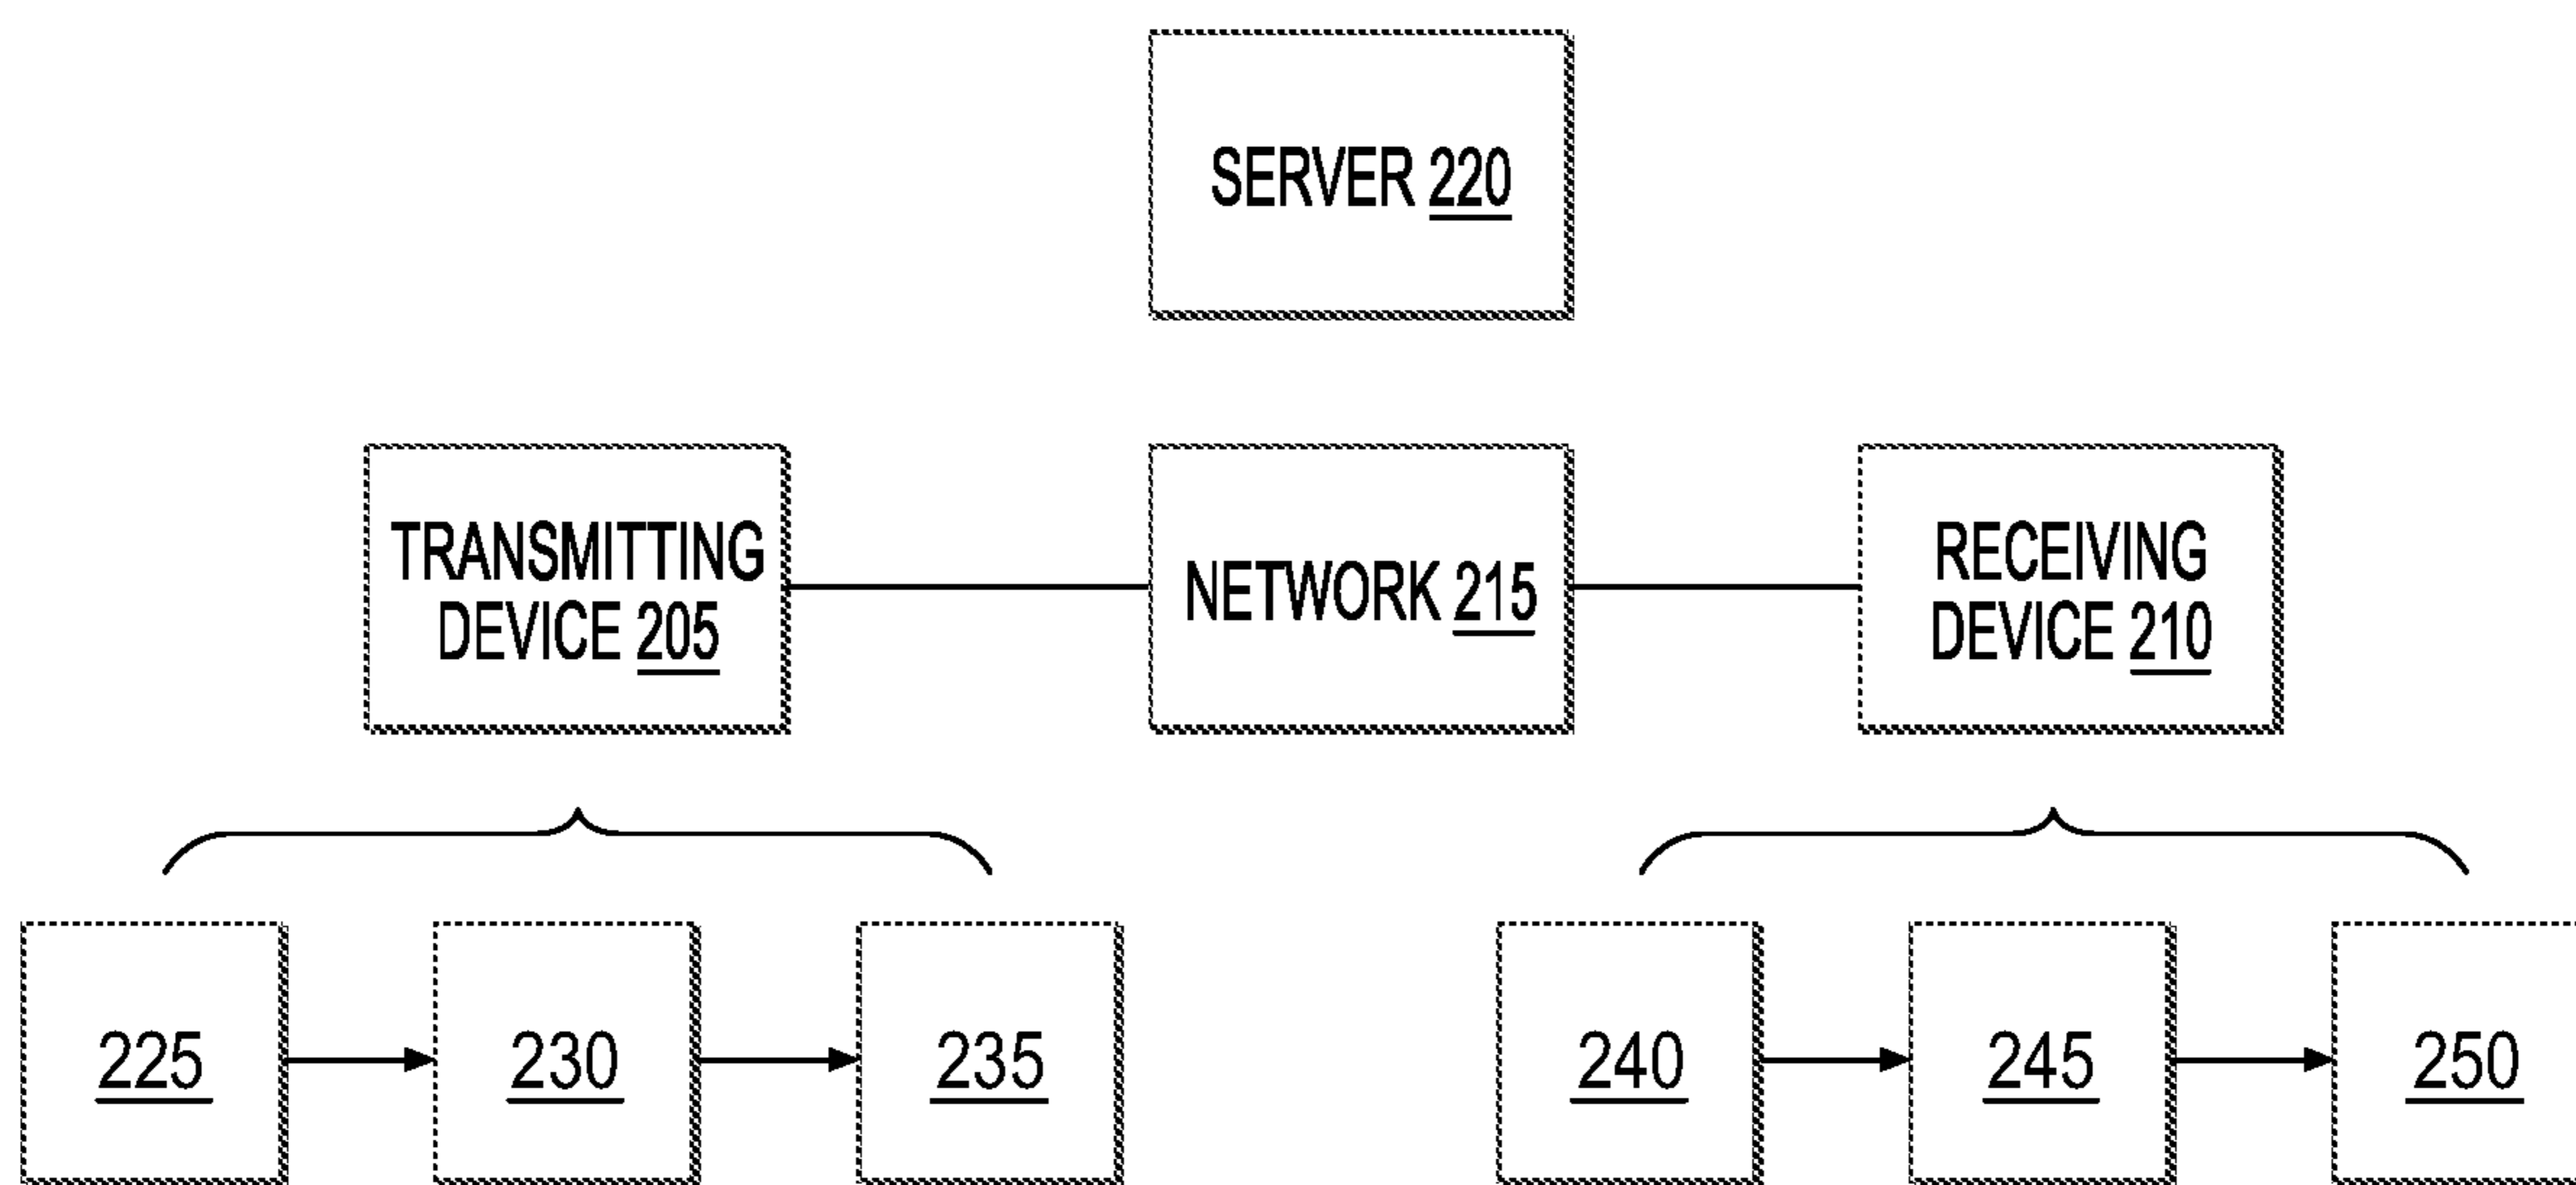 SERVER 220
TRANSMITTING
DEVICE 205
NETWORK 215
RECEIVING
DEVICE 210
225
230
235
240
245
250